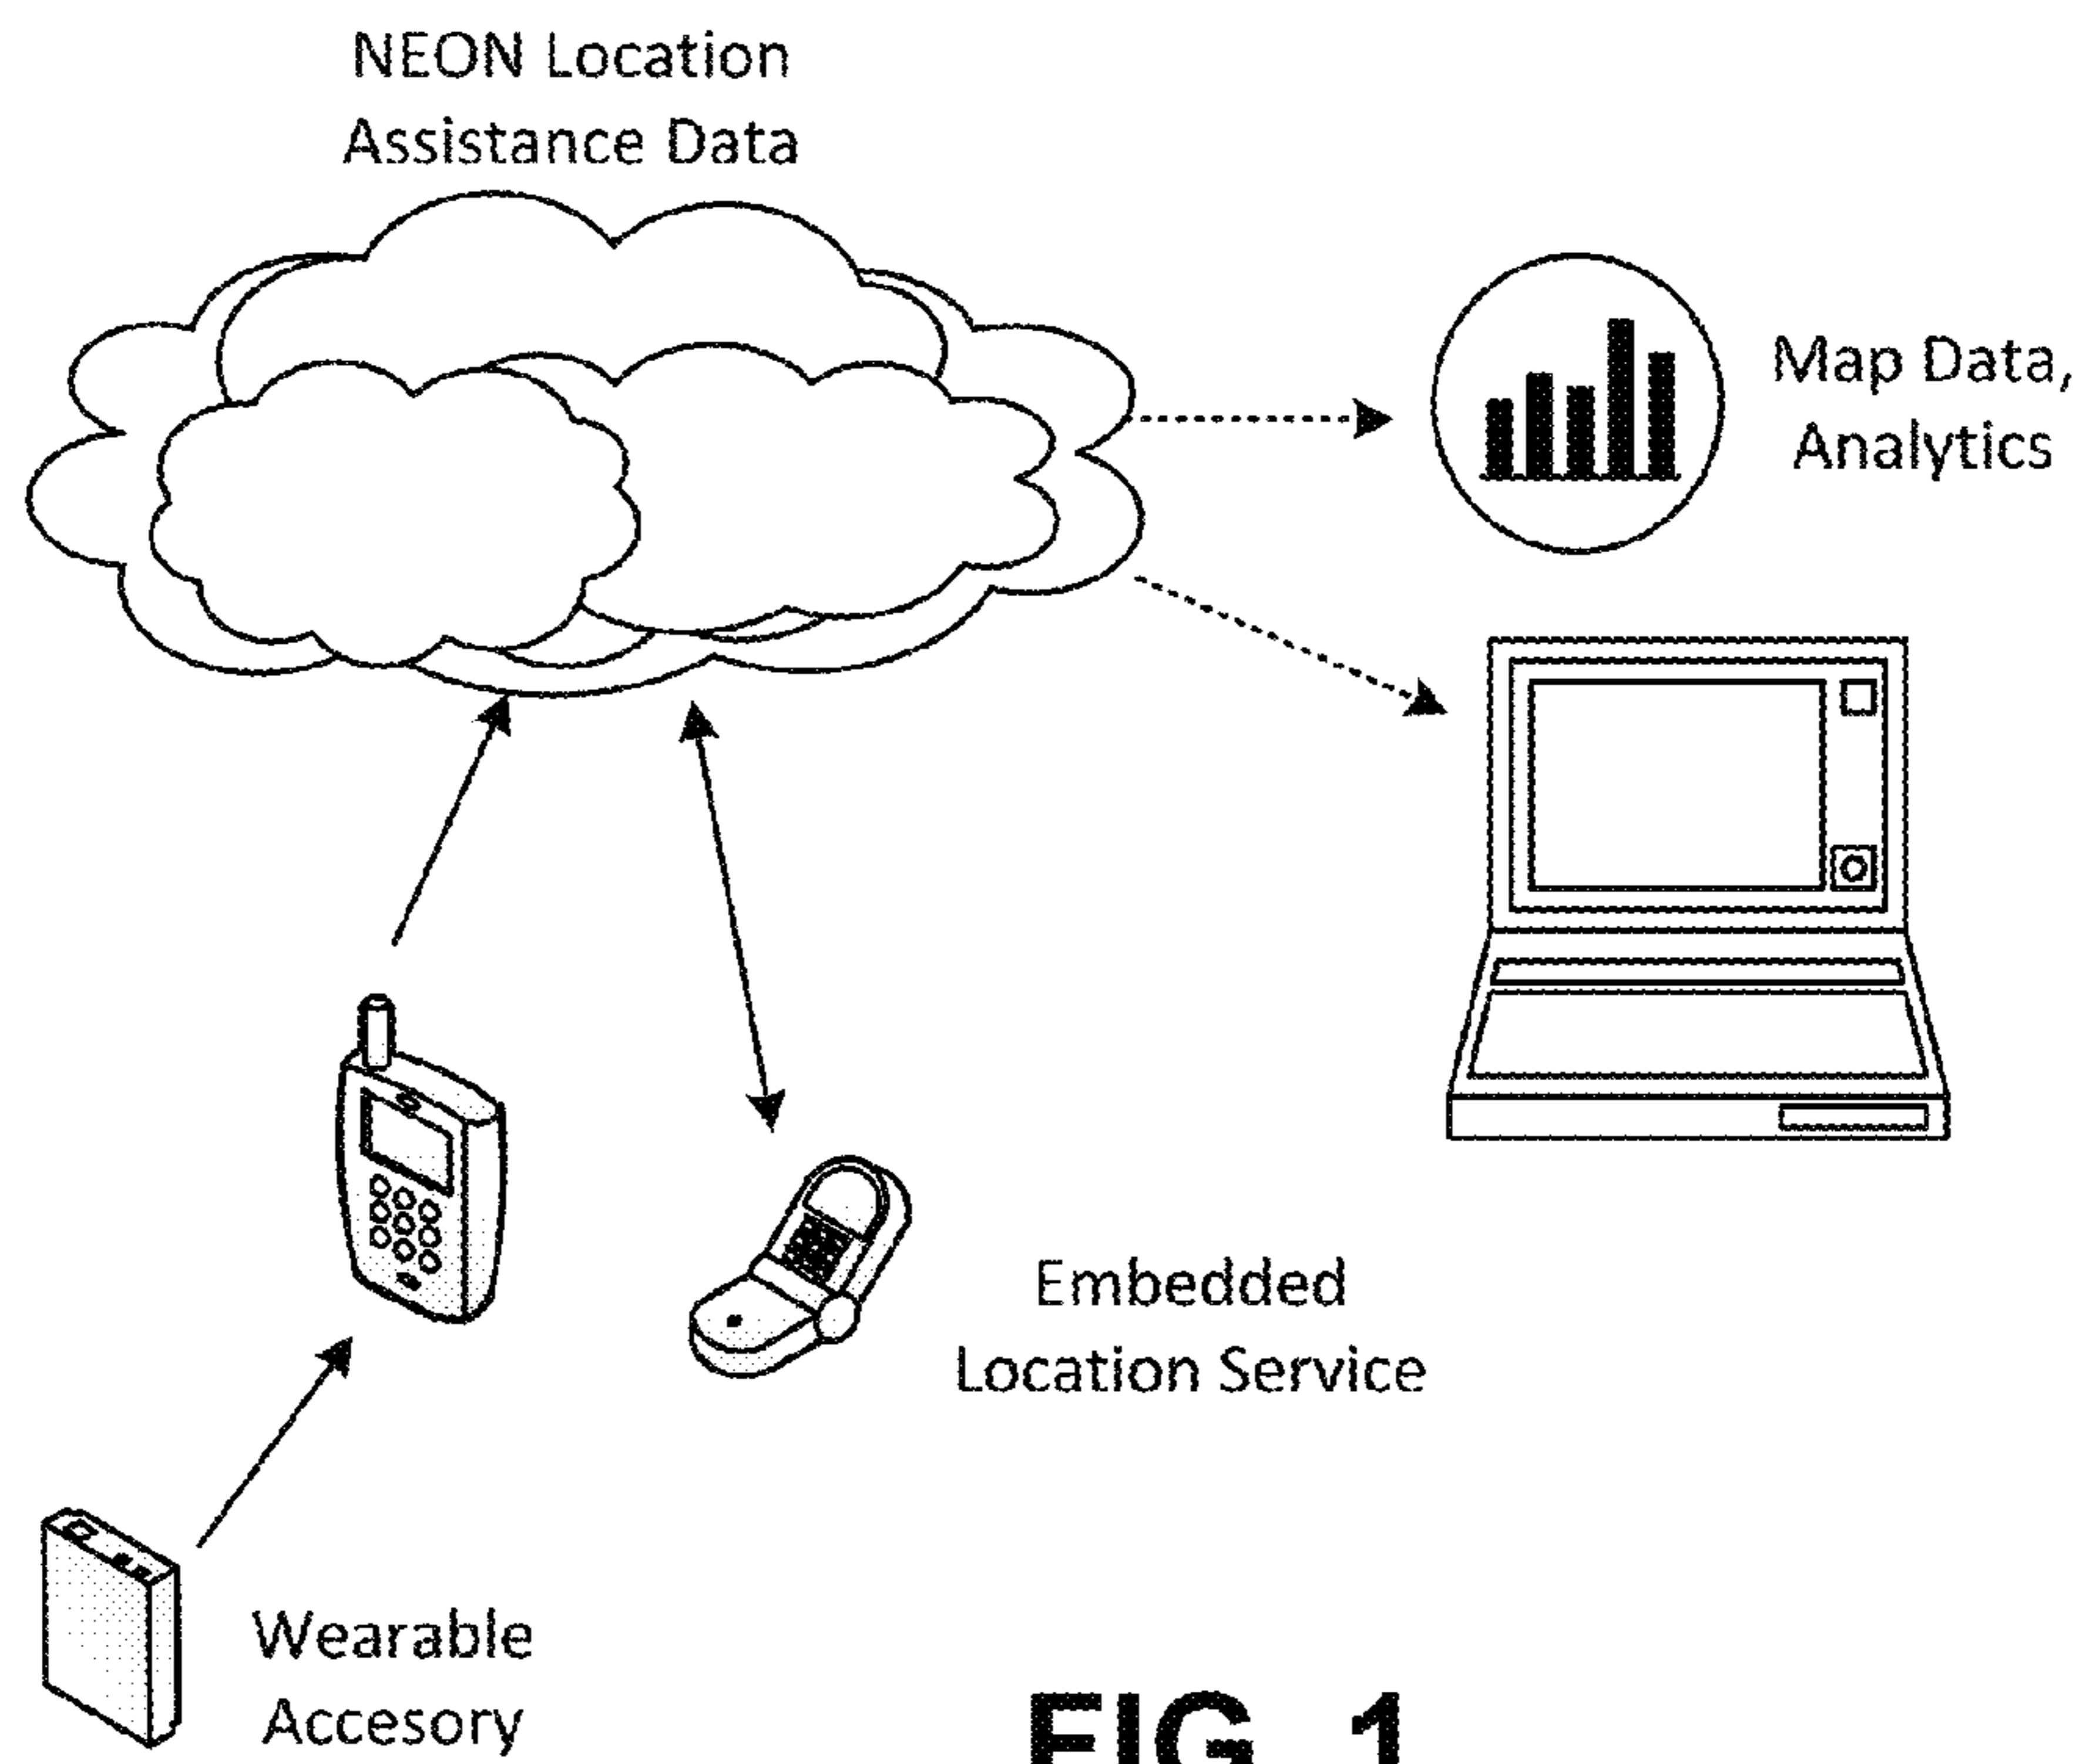 NEON Location
Assistance Data
Map Data,
Analytics
Embedded
Location Service
Wearable
Accesory
FIG. 1